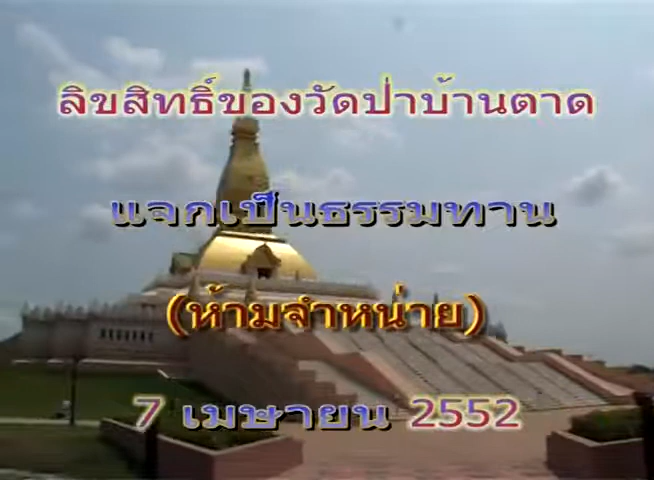 ลิขสิทธิ์ของวัดป่าบ้านตาด
แจกเป็นธรรมทาน
(ห้ามจำหน่าย)
7 เมษายน 2552